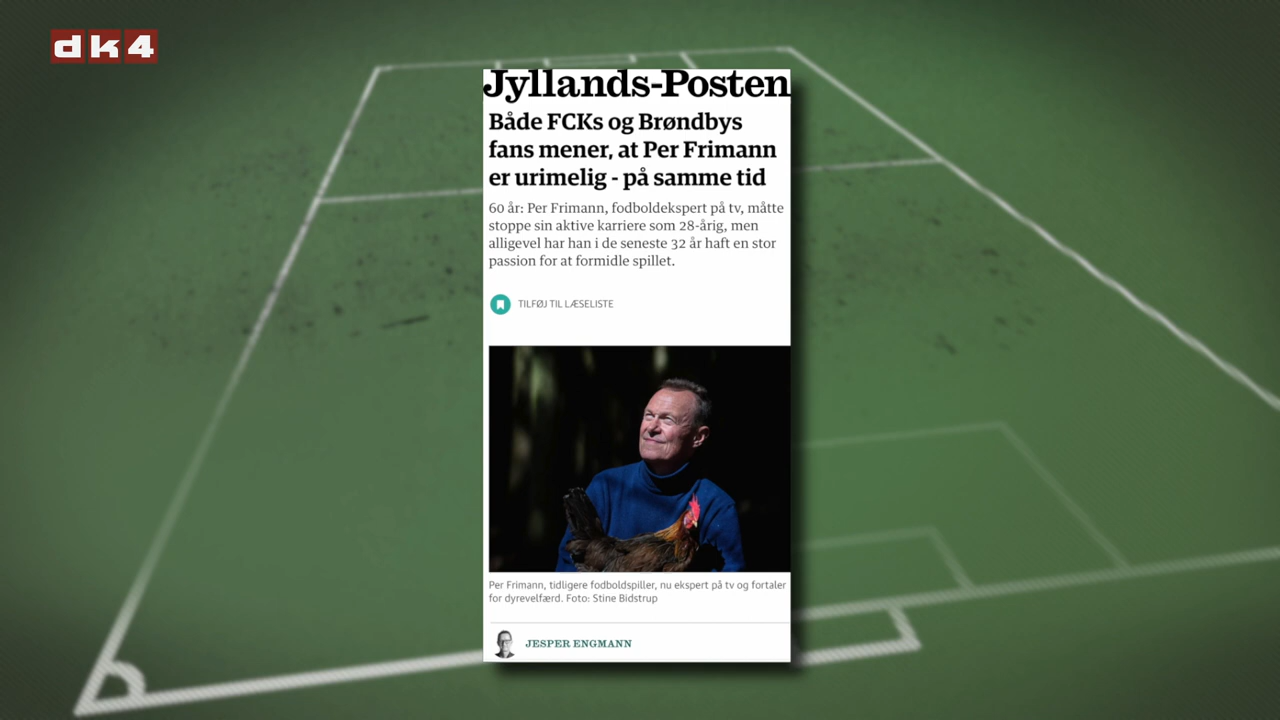 dk4
Jyllands-Posten
Både FCKs og Brøndbys
fans mener, at Per Frimann
er urimelig - på samme tid
60 år: Per Frimann, fodboldekspert på tv, måtte
stoppe sin aktive karriere som 28-årig, men
alligevel har han i de seneste 32 år haft en stor
passion for at formidle spillet.
TILFØJ TIL LÆSELISTE
Per Frimann, tidligere fodboldspiller, nu ekspert på tv og fortaler
for dyrevelfærd. Foto: Stine Bidstrup
JESPER ENGMANN